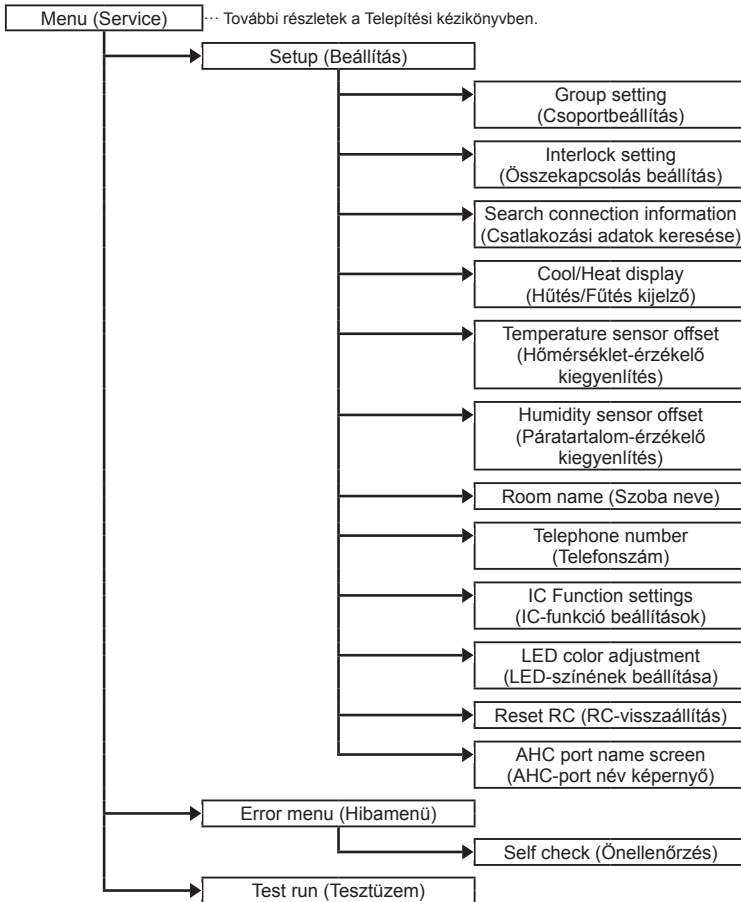 Menu (Service) ··· További részletek a Telepítési kézikönyvben.
Setup (Beállítás)
Group setting
(Csoportbeállítás)
Interlock setting
(Összekapcsolás beállítás)
Search connection information
(Csatlakozási adatok keresése)
Cool/Heat display
(Hűtés/Fűtés kijelző)
Temperature sensor offset
(Hőmérséklet-érzékelő
kiegyenlítés)
Humidity sensor offset
(Páratartalom-érzékelő
kiegyenlítés)
Room name (Szoba neve)
Telephone number
(Telefonszám)
IC Function settings
(IC-funkció beállítások)
LED color adjustment
(LED-színének beállítása)
Reset RC (RC-visszaállítás)
AHC port name screen
(AHC-port név képernyő)
Error menu (Hibamenü)
Self check (Önellenőrzés)
Test run (Tesztüzem)